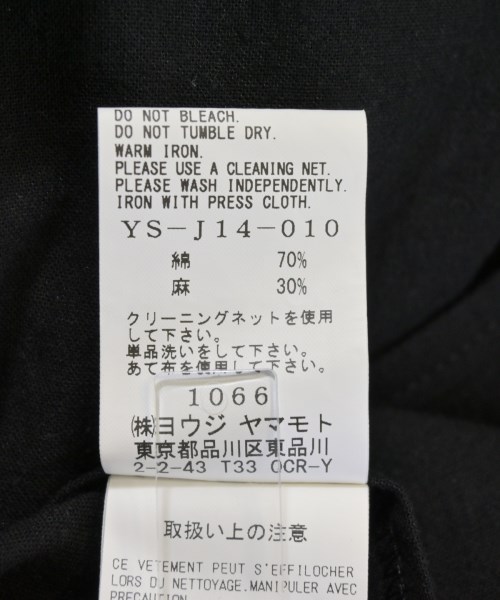 DO NOT BLEACH.
DO NOT TUMBLE DRY.
WARM IRON.
PLEASE USE A CLEANING NET.
PLEASE WASH INDEPENDENTLY.
IRON WITH PRESS CLOTH.
YS-J14-010
綿 70%
麻 30%
クリーニングネットを使用
して下さい。
単品洗いをして下さい。
あて布を使用して下さい。
1066
㈱ヨウジ ヤマモト
東京都品川区東品川
2-2-43 T33 OCR-Y
取扱い上の注意
CE VETEMENT PEUT S'EFFILOCHER
LORS DJ NETTOYAGE.MANIPULER AVEC
PRECAUTION.